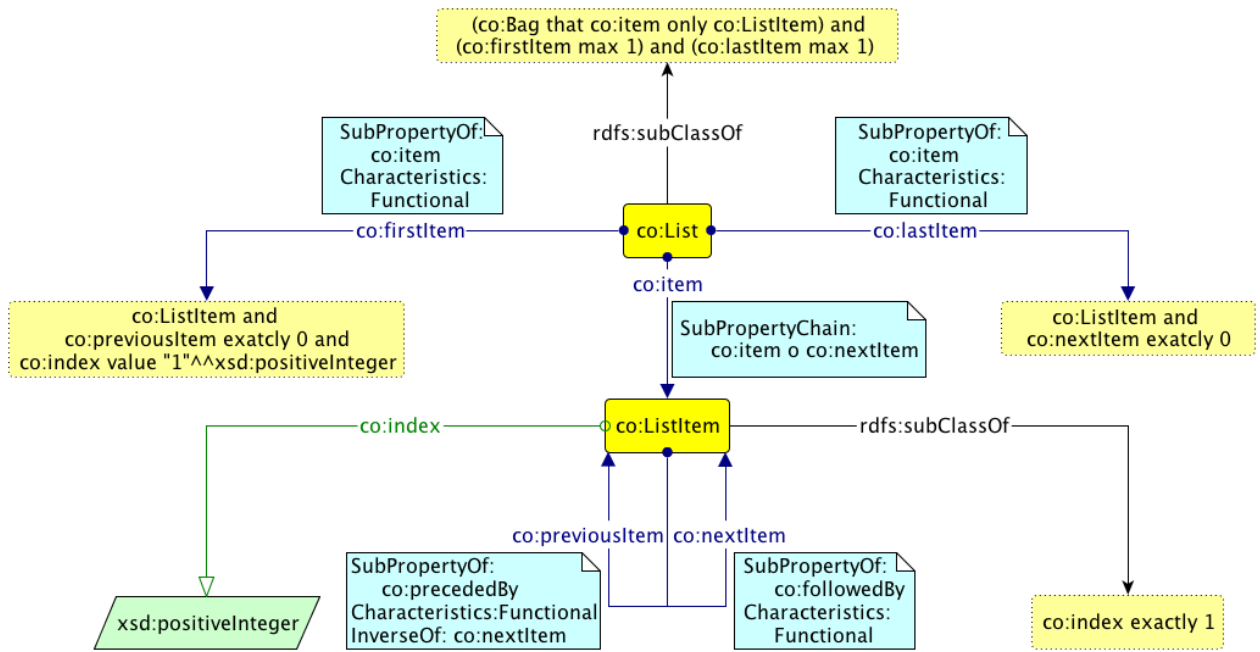 (co:Bag that co:item only co:ListItem) and
(co:firstItem max 1) and (co:lastItem max 1)
SubPropertyOf:
co:item
Characteristics:
Functional
rdfs:subClassOf
SubPropertyOf:
co:item
Characteristics:
Functional
co:firstItem
co:List
co:lastItem
co:item
co:ListItem and
co:previousItem exatcly 0 and
co:index value "1"^^xsd:positiveInteger
SubPropertyChain:
co:item o co:nextItem
co:ListItem and
co:nextItem exatcly 0
co:index
co:ListItem
rdfs:subClassOf
co:previousItem
co:nextItem
SubPropertyOf:
co:precededBy
Characteristics:Functional
InverseOf: co:nextItem
SubPropertyOf:
co:followedBy
Characteristics:
Functional
xsd:positiveInteger
co:index exactly 1